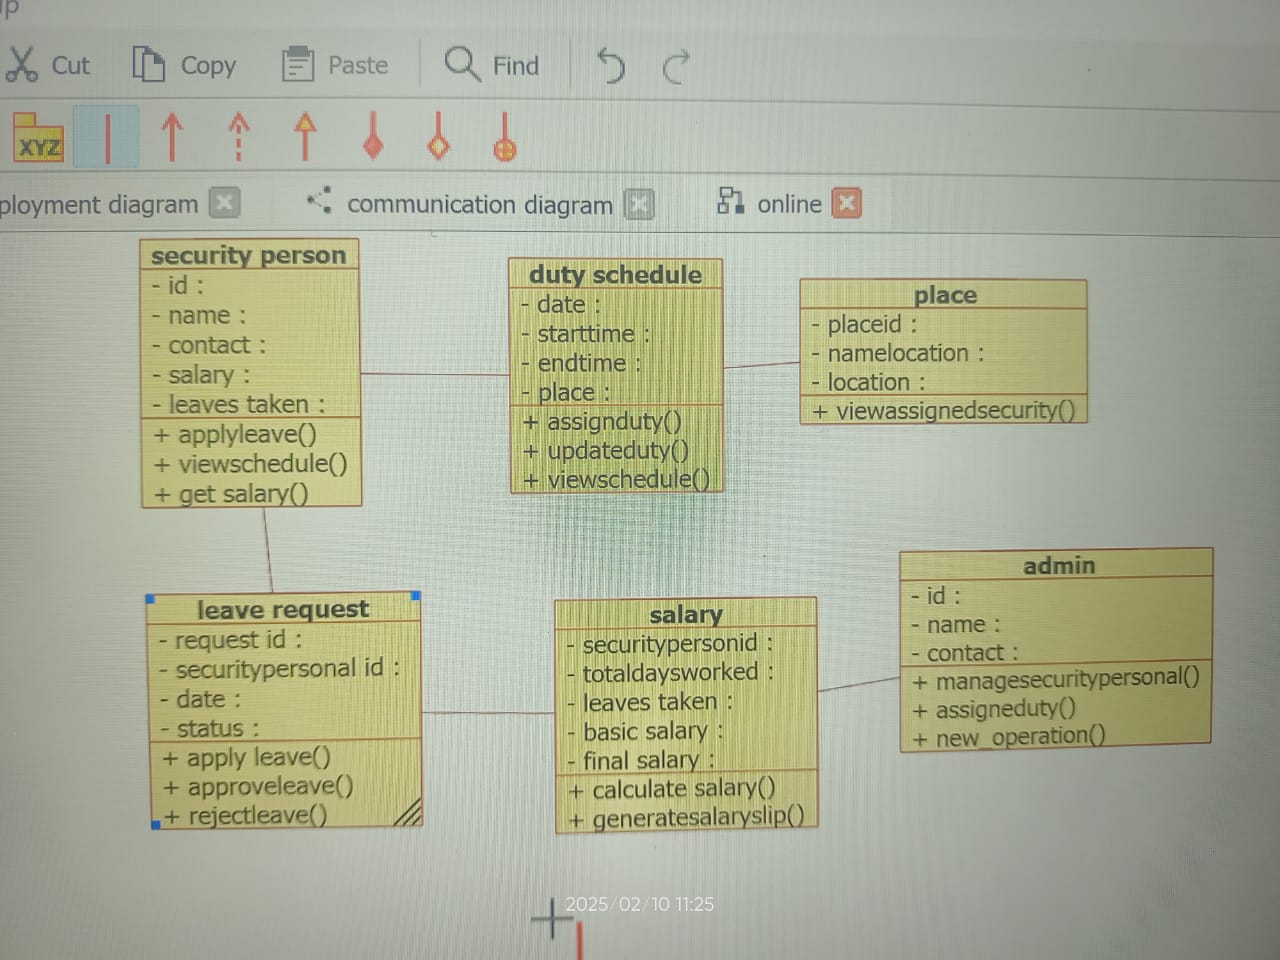 Cut Copy Paste Find
XYZ
ployment diagram communication diagram online
security person
- id :
- name :
- contact :
- salary :
- leaves taken :
+ applyleave()
+ viewschedule()
+ get salary()
duty schedule
- date :
- starttime :
- endtime :
- place :
+ assignduty()
+ updateduty()
+ viewschedule()
place
- placeid :
- namelocation :
- location :
+ viewassignedsecurity()
leave request
- request id :
- securitypersonal id :
- date :
- status :
+ apply leave()
+ approveleave()
+ rejectleave()
salary
- securitypersonid :
- totaldaysworked :
- leaves taken :
- basic salary :
- final salary :
+ calculate salary()
+ generatesalaryslip()
admin
- id :
- name :
- contact :
+ managesecuritypersonal()
+ assigneduty()
+ new_operation()
2025/02/10 11:25